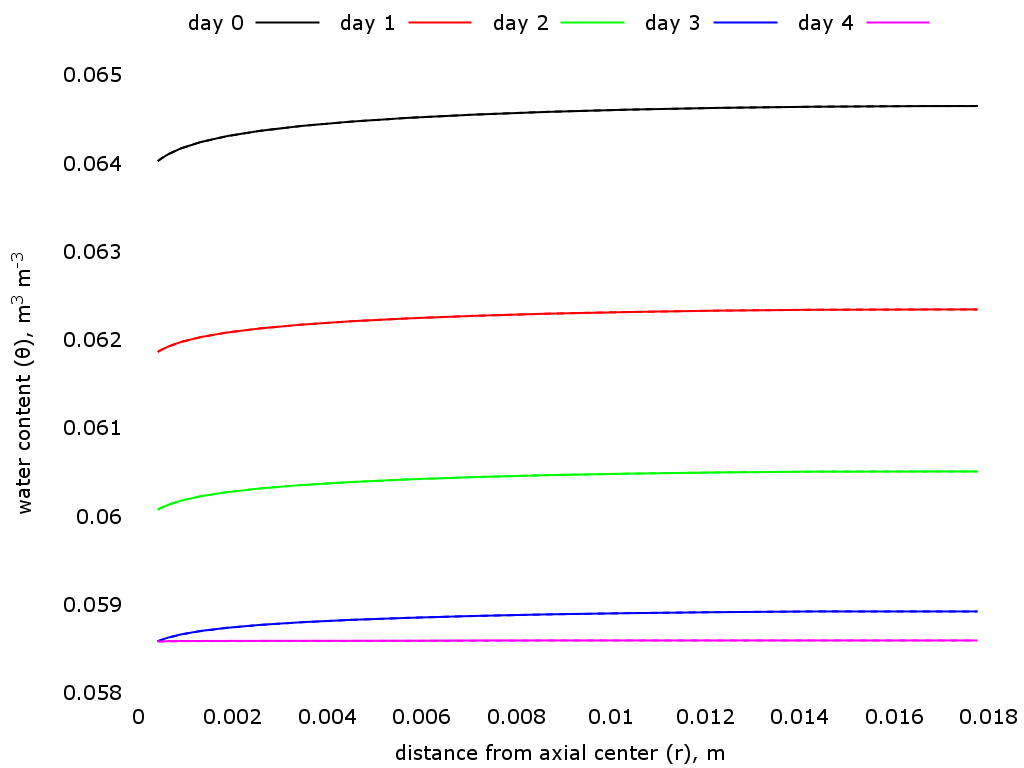 day 0 day 1 day 2 day 3 day 4
0.065
0.064
0.063
0.062
0.061
0.06
0.059
0.058
water content (θ), m³ m⁻³
0 0.002 0.004 0.006 0.008 0.01 0.012 0.014 0.016 0.018
distance from axial center (r), m